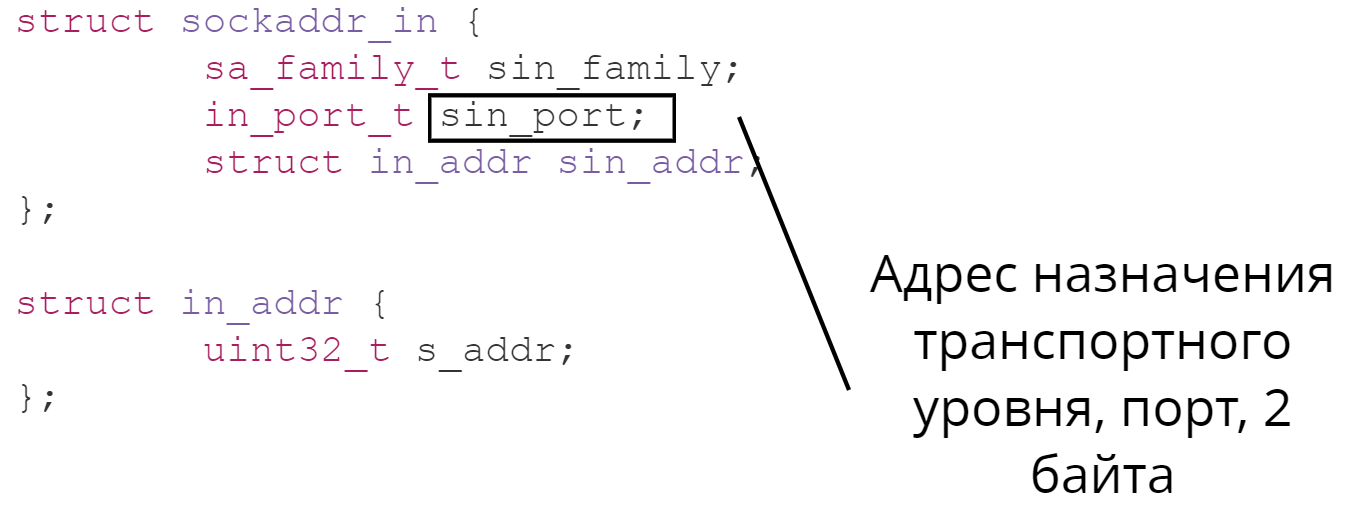 struct sockaddr_in {
sa_family_t sin_family;
in_port_t sin_port;
struct in_addr sin_addr;
};
struct in_addr {
uint32_t s_addr;
};
Адрес назначения
транспортного
уровня, порт, 2
байта